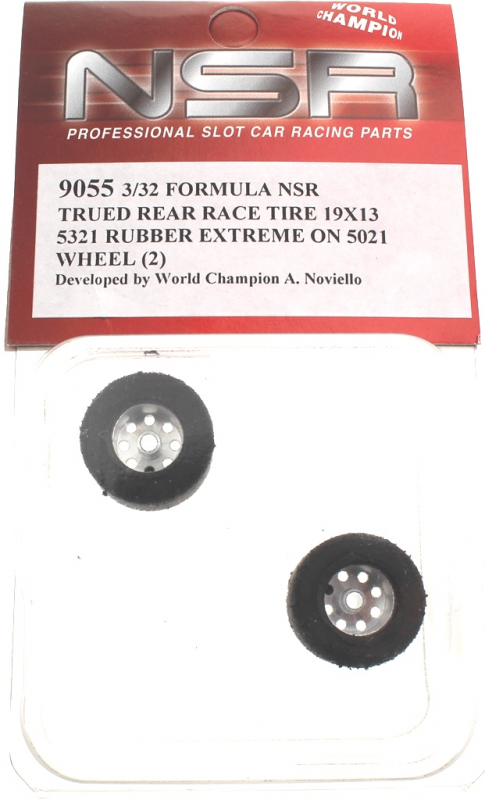 WORLD
CHAMPION
NSR
PROFESSIONAL SLOT CAR RACING PARTS
9055 3/32 FORMULA NSR
TRUED REAR RACE TIRE 19X13
5321 RUBBER EXTREME ON 5021
WHEEL (2)
Developed by World Champion A. Noviello